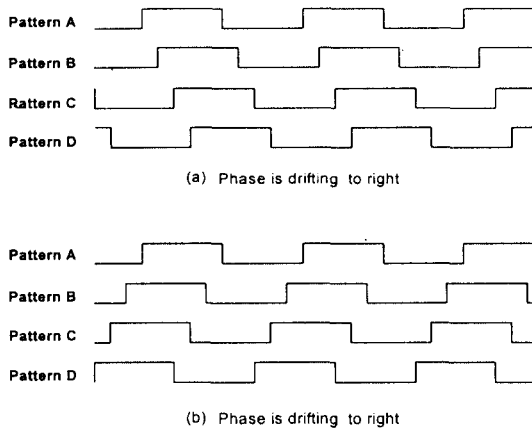 Pattern A
Pattern B
Rattern C
Pattern D
(a) Phase is drifting to right
Pattern A
Pattern B
Pattern C
Pattern D
(b) Phase is drifting to right